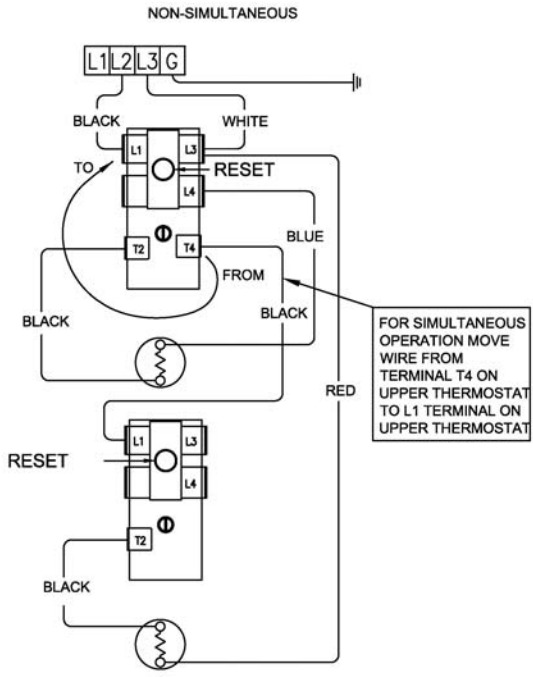 NON-SIMULTANEOUS
L1 L2 L3 G
BLACK
WHITE
L1
L3
TO
RESET
L4
BLUE
T2
T4
FROM
BLACK
BLACK
FOR SIMULTANEOUS
OPERATION MOVE
WIRE FROM
TERMINAL T4 ON
UPPER THERMOSTAT
TO L1 TERMINAL ON
UPPER THERMOSTAT
RED
L1
L3
RESET
L4
T2
BLACK